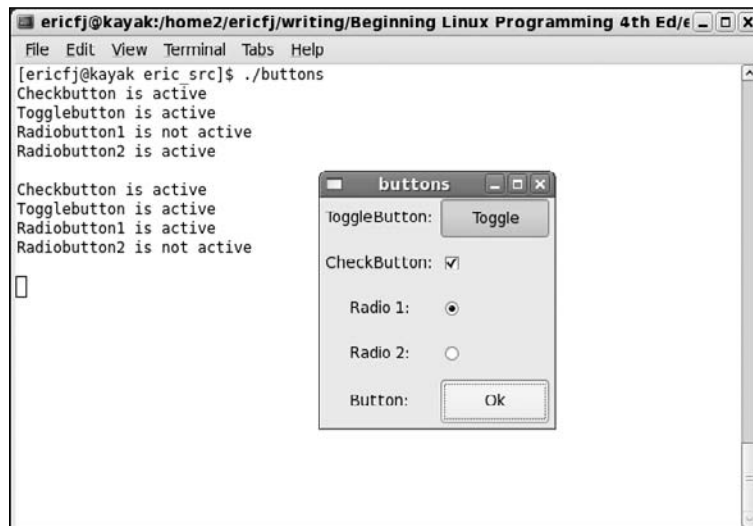 ericfj@kayak:/home2/ericfj/writing/Beginning Linux Programming 4th Ed/e
File Edit View Terminal Tabs Help
[ericfj@kayak eric_src]$ ./buttons
Checkbutton is active
Togglebutton is active
Radiobutton1 is not active
Radiobutton2 is active
Checkbutton is active
Togglebutton is active
Radiobutton1 is active
Radiobutton2 is not active
buttons
ToggleButton: Toggle
CheckButton:
Radio 1:
Radio 2:
Button: Ok